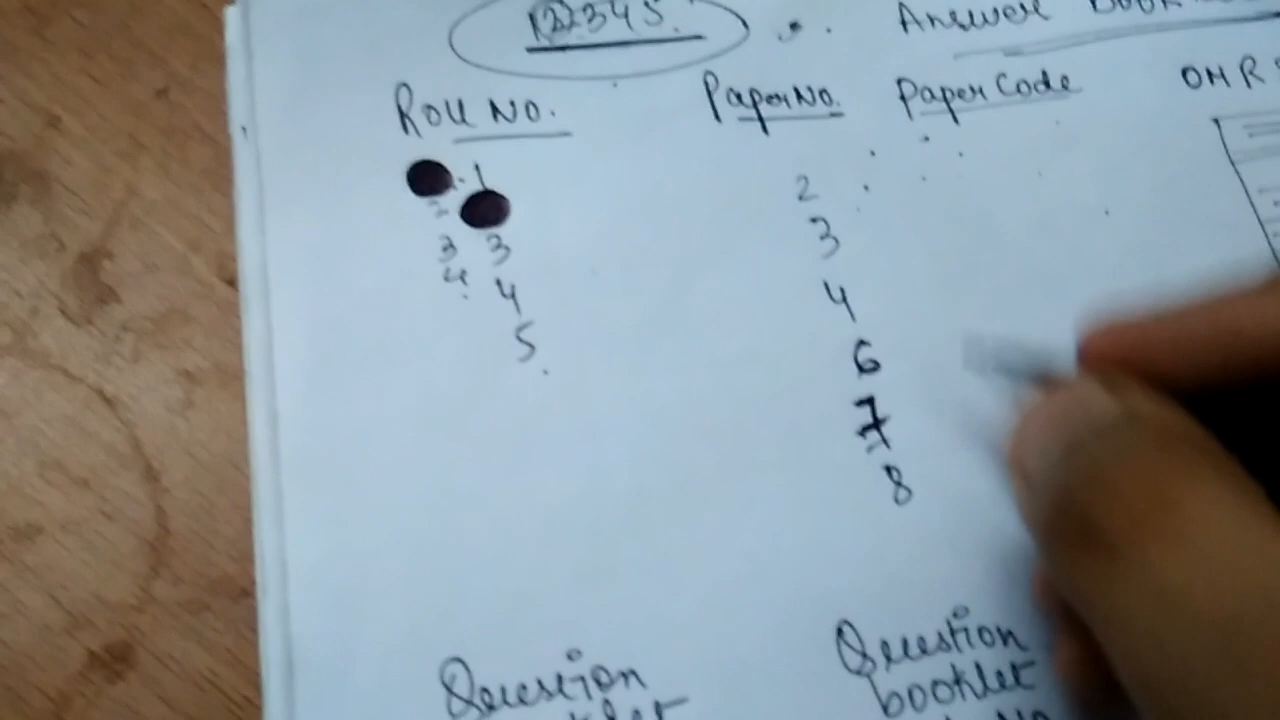 12345. Answer
Roll No. Paper No. Paper Code OMR
1 2
3 3 3
4 4 4
5 6
7
8
Question Question
booklet
No